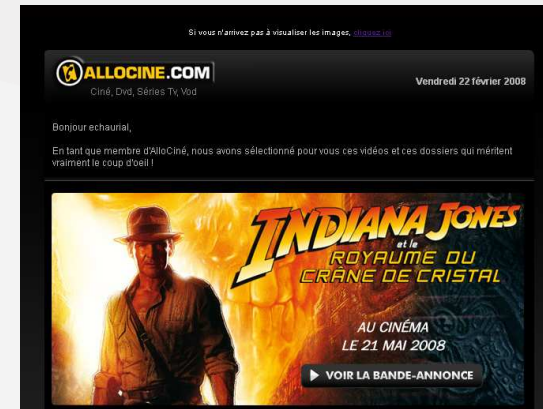 Si vous n'arrivez pas à visualiser les images, cliquez ici
ALLOCINE.COM
Ciné, Dvd, Séries Tv, Vod
Vendredi 22 février 2008
Bonjour echaurial,
En tant que membre d'AlloCiné, nous avons sélectionné pour vous ces vidéos et ces dossiers qui méritent
vraiment le coup d'oeil !
INDIANA JONES
et le
ROYAUME DU
CRÂNE DE CRISTAL
AU CINÉMA
LE 21 MAI 2008
VOIR LA BANDE-ANNONCE